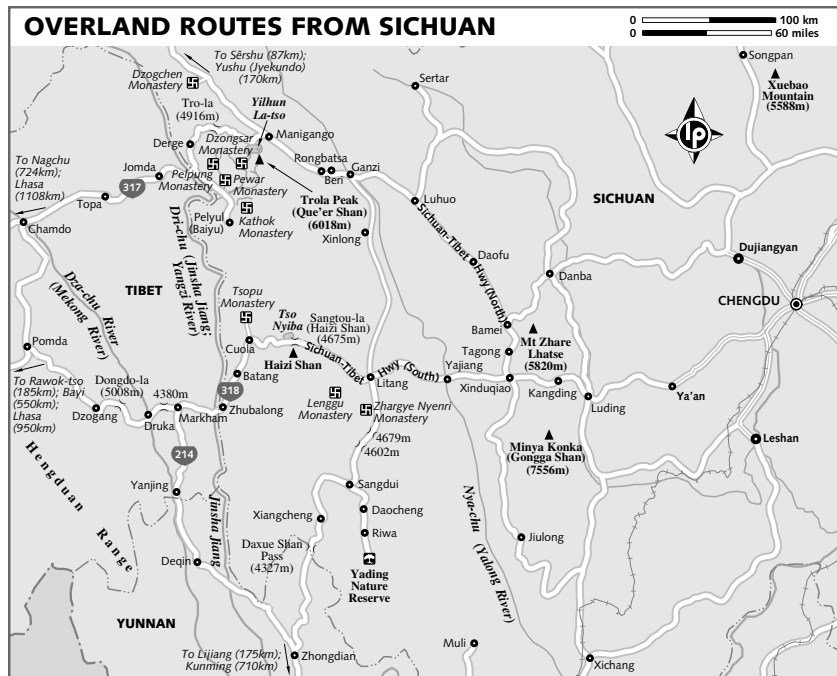 OVERLAND ROUTES FROM SICHUAN
0 100 km
0 60 miles
To Sêrshu (87km);
Yushu (Jyekundo)
(170km)
Dzogchen
Monastery
Tro-la
(4916m)
Yilhun
La-tso
Manigango
Sertar
Songpan
Xuebao
Mountain
(5588m)
lp
Derge
Dzongsar
Monastery
Rongbatsa
Beri
Ganzi
To Nagchu
(724km);
Lhasa
(1108km)
Jomda
317
Topa
Chamdo
Pelpung
Monastery
Pewar
Monastery
Trola Peak
(Que'er Shan)
(6018m)
Pelyul
(Baiyu)
Kathok
Monastery
Xinlong
Luhuo
SICHUAN
Sichuan-Tibet
Hwy (North)
Daofu
Danba
Dujiangyan
CHENGDU
Dri-chu (Jinsha Jiang;
Yangzi River)
Dza-chu River
(Mekong River)
TIBET
Tsopu
Monastery
Tso
Nyiba
Sangtou-la
(Haizi Shan)
(4675m)
Bamei
Mt Zhare
Lhatse
(5820m)
Tagong
Pomda
Cuola
Haizi Shan
Sichuan-Tibet
Hwy (South)
Batang
Litang
Yajiang
Xinduqiao
Kangding
Luding
Ya'an
To Rawok-tso
(185km); Bayi
(550km);
Lhasa
(950km)
Dongdo-la
(5008m)
4380m
318
Dzogang
Druka
Markham
Zhubalong
Lenggu
Monastery
Zhargye Nyenri
Monastery
4679m
4602m
Minya Konka
(Gongga Shan)
(7556m)
Leshan
Hengduan
Range
214
Yanjing
Jinsha Jiang
Sangdui
Xiangcheng
Daocheng
Riwa
Nya-chu (Yalong River)
Jiulong
Daxue Shan
Pass
(4327m)
Deqin
Yading
Nature
Reserve
YUNNAN
To Lijiang (175km);
Kunming (710km)
Zhongdian
Muli
Xichang